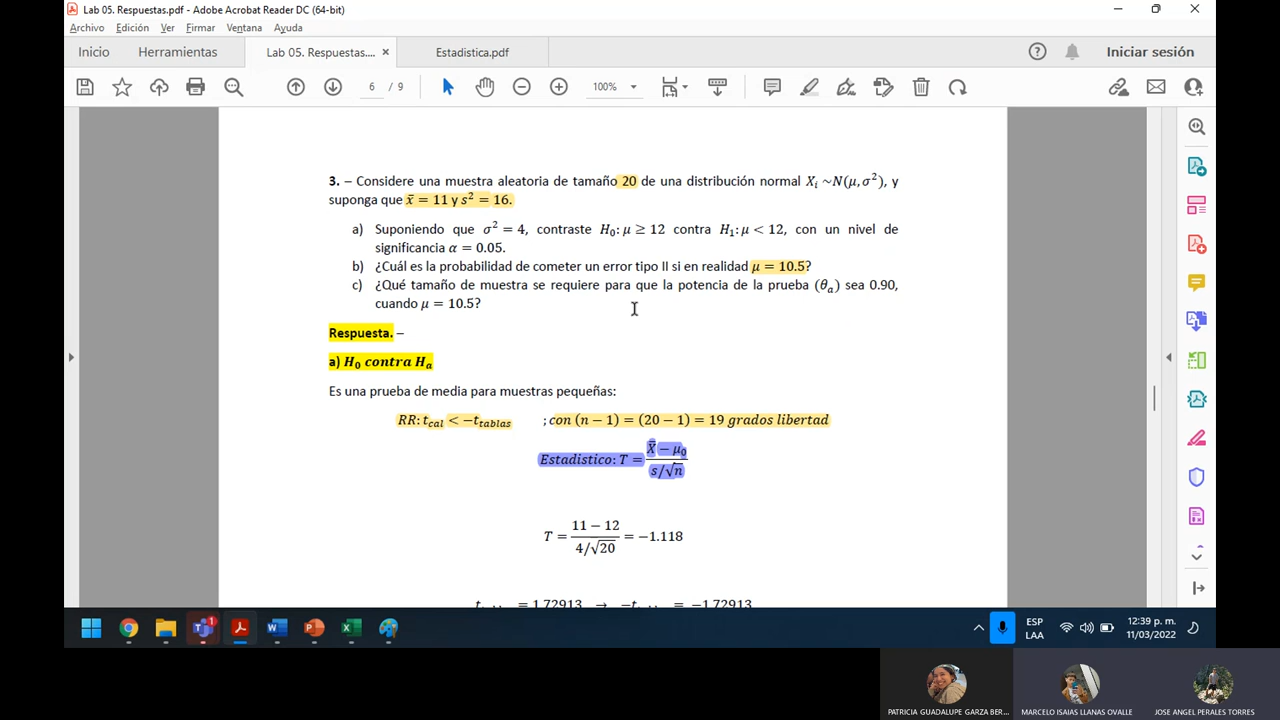 Lab 05. Respuestas.pdf - Adobe Acrobat Reader DC (64-bit)
Archivo Edición Ver Firmar Ventana Ayuda
Inicio Herramientas Lab 05. Respuestas.... × Estadistica.pdf Iniciar sesión
6 / 9 100%
3. – Considere una muestra aleatoria de tamaño 20 de una distribución normal Xᵢ ~N(μ, σ²), y
suponga que x̄ = 11 y s² = 16.
a) Suponiendo que σ² = 4, contraste H₀: μ ≥ 12 contra H₁: μ < 12, con un nivel de
significancia α = 0.05.
b) ¿Cuál es la probabilidad de cometer un error tipo II si en realidad μ = 10.5?
c) ¿Qué tamaño de muestra se requiere para que la potencia de la prueba (θₐ) sea 0.90,
cuando μ = 10.5?
Respuesta. –
a) H₀ contra Hₐ
Es una prueba de media para muestras pequeñas:
RR: t_cal < −t_tablas ; con (n − 1) = (20 − 1) = 19 grados libertad
Estadistico: T = (X̄ − μ₀) / (s/√n)
T = (11 − 12) / (4/√20) = −1.118
= 1.72913 → = −1.72913
ESP
LAA
12:39 p. m.
11/03/2022
PATRICIA GUADALUPE GARZA BER...
MARCELO ISAIAS LLANAS OVALLE
JOSE ANGEL PERALES TORRES